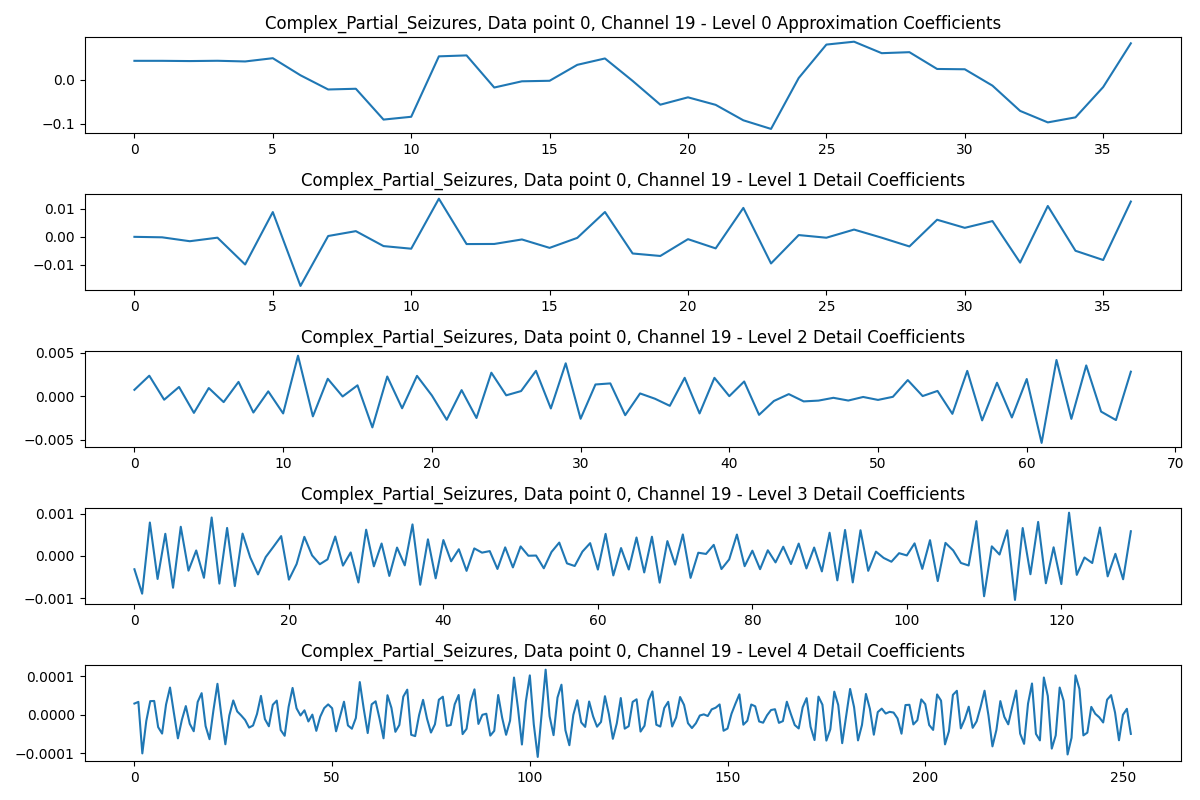 Complex_Partial_Seizures, Data point 0, Channel 19 - Level 0 Approximation Coefficients
0.0
−0.1
0 5 10 15 20 25 30 35
Complex_Partial_Seizures, Data point 0, Channel 19 - Level 1 Detail Coefficients
0.01
0.00
−0.01
0 5 10 15 20 25 30 35
Complex_Partial_Seizures, Data point 0, Channel 19 - Level 2 Detail Coefficients
0.005
0.000
−0.005
0 10 20 30 40 50 60 70
Complex_Partial_Seizures, Data point 0, Channel 19 - Level 3 Detail Coefficients
0.001
0.000
−0.001
0 20 40 60 80 100 120
Complex_Partial_Seizures, Data point 0, Channel 19 - Level 4 Detail Coefficients
0.0001
0.0000
−0.0001
0 50 100 150 200 250